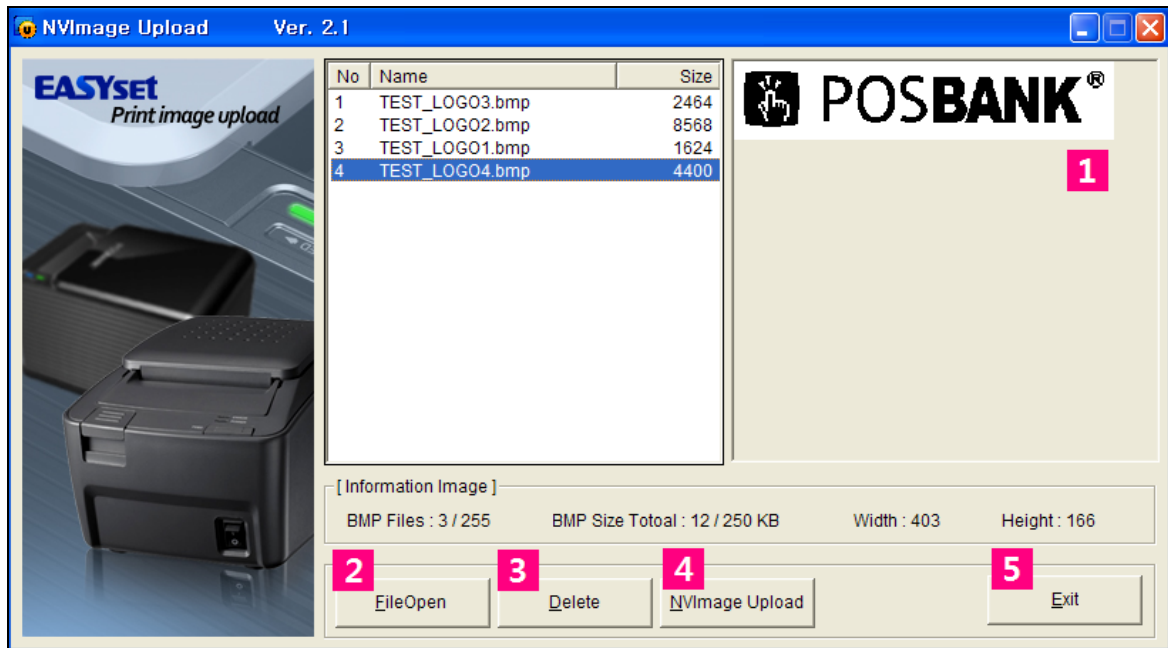 NVImage Upload Ver. 2.1
EASYset
Print image upload
No Name Size
1 TEST_LOGO3.bmp 2464
2 TEST_LOGO2.bmp 8568
3 TEST_LOGO1.bmp 1624
4 TEST_LOGO4.bmp 4400
POSBANK®
1
[ Information Image ]
BMP Files : 3 / 255 BMP Size Totoal : 12 / 250 KB Width : 403 Height : 166
2 3 4 5
FileOpen Delete NVImage Upload Exit